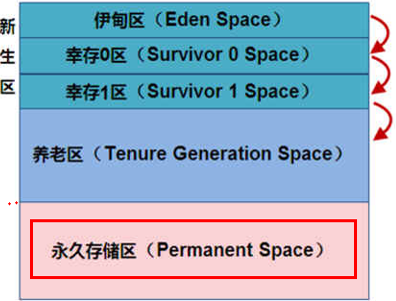 新生区
伊甸区（Eden Space）
幸存0区（Survivor 0 Space）
幸存1区（Survivor 1 Space）
养老区（Tenure Generation Space）
永久存储区（Permanent Space）